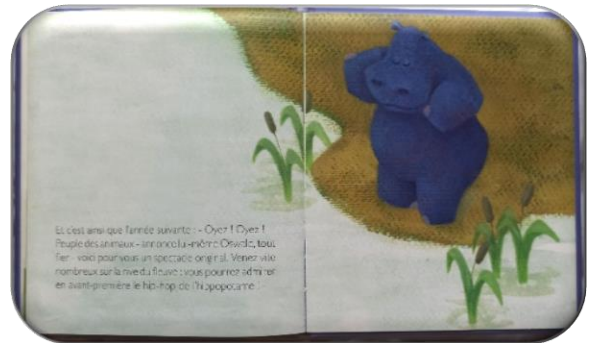 Et c'est ainsi que l'année suivante : - Oyez ! Oyez !
Peuple des animaux - annonce lui-même Oswald, tout
fier - voici pour vous un spectacle original. Venez vite
nombreux sur la rive du fleuve : vous pourrez admirer
en avant-première le hip-hop de l'hippopotame !